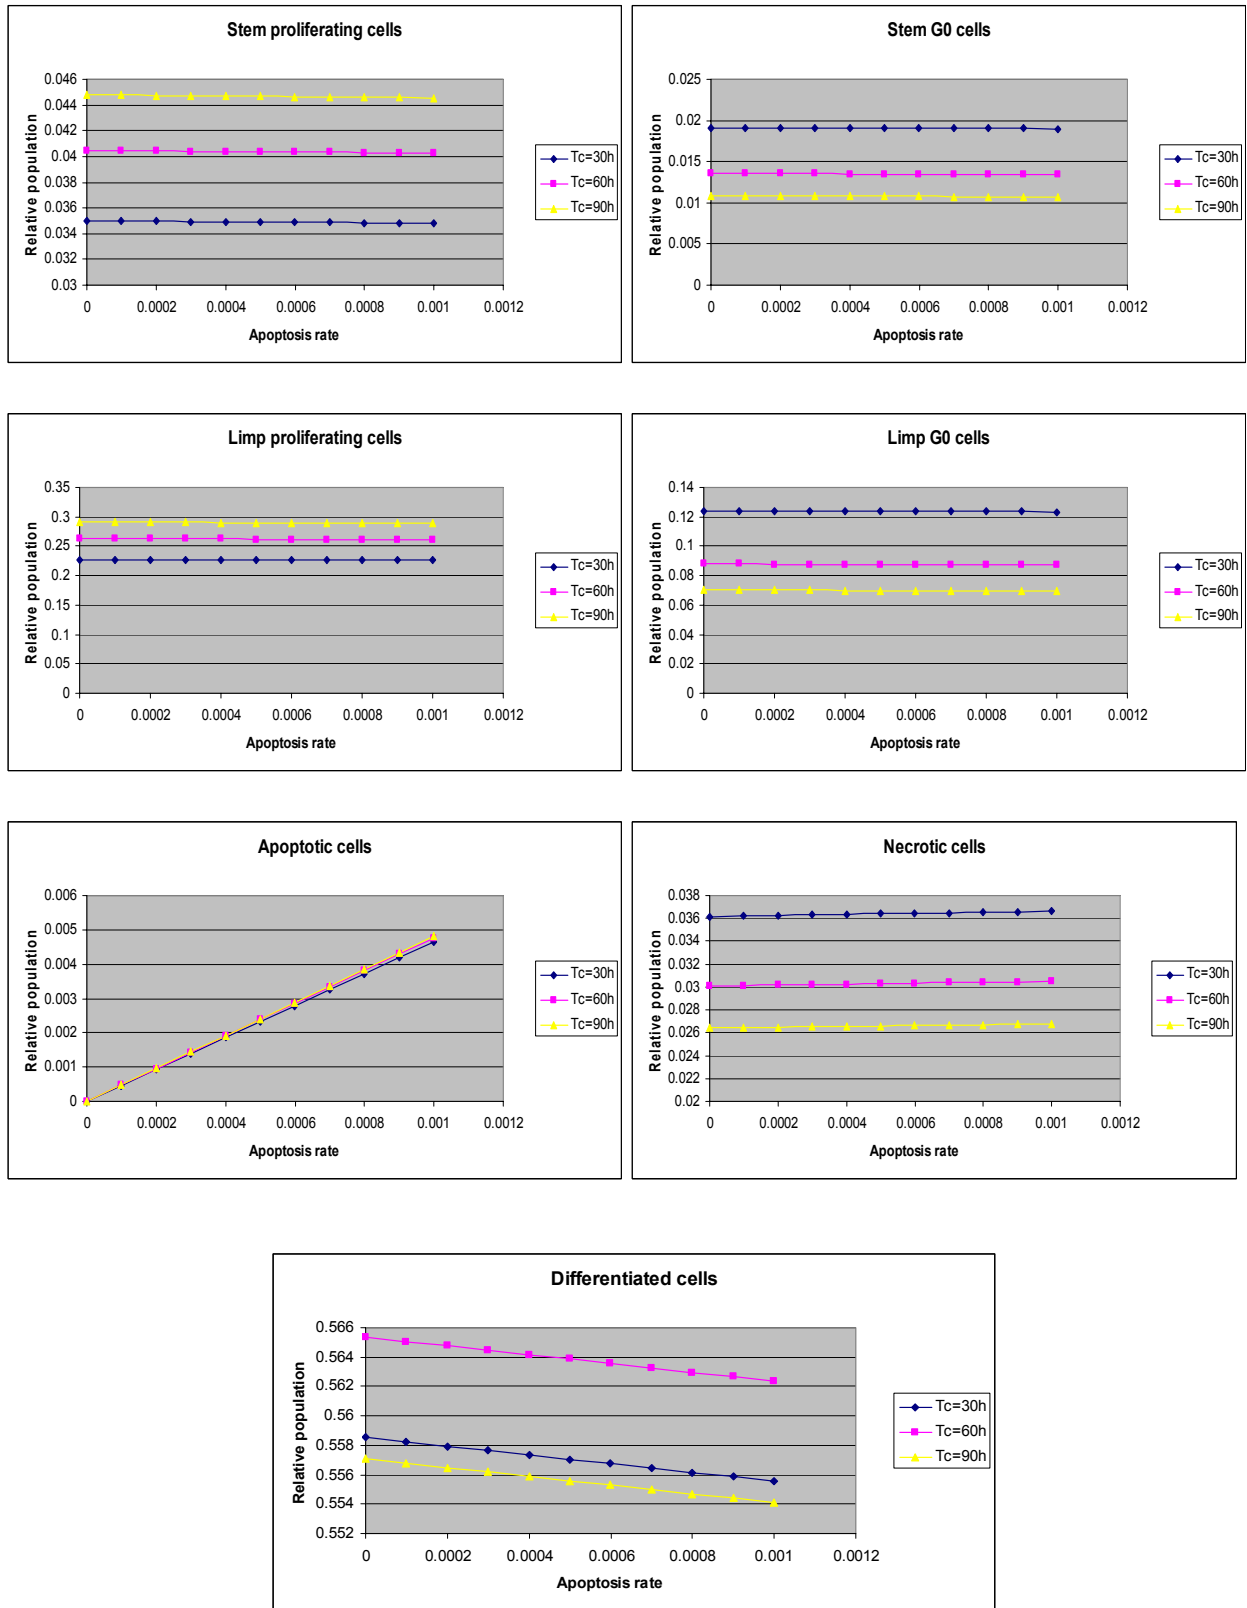 Stem proliferating cells
0.046
0.044
0.042
0.04
0.038
0.036
0.034
0.032
0.03
Relative population
0 0.0002 0.0004 0.0006 0.0008 0.001 0.0012
Apoptosis rate
Tc=30h
Tc=60h
Tc=90h
Stem G0 cells
0.025
0.02
0.015
0.01
0.005
0
Relative population
0 0.0002 0.0004 0.0006 0.0008 0.001 0.0012
Apoptosis rate
Tc=30h
Tc=60h
Tc=90h
Limp proliferating cells
0.35
0.3
0.25
0.2
0.15
0.1
0.05
0
Relative population
0 0.0002 0.0004 0.0006 0.0008 0.001 0.0012
Apoptosis rate
Tc=30h
Tc=60h
Tc=90h
Limp G0 cells
0.14
0.12
0.1
0.08
0.06
0.04
0.02
0
Relative population
0 0.0002 0.0004 0.0006 0.0008 0.001 0.0012
Apoptosis rate
Tc=30h
Tc=60h
Tc=90h
Apoptotic cells
0.006
0.005
0.004
0.003
0.002
0.001
0
Relative population
0 0.0002 0.0004 0.0006 0.0008 0.001 0.0012
Apoptosis rate
Tc=30h
Tc=60h
Tc=90h
Necrotic cells
0.038
0.036
0.034
0.032
0.03
0.028
0.026
0.024
0.022
0.02
Relative population
0 0.0002 0.0004 0.0006 0.0008 0.001 0.0012
Apoptosis rate
Tc=30h
Tc=60h
Tc=90h
Differentiated cells
0.566
0.564
0.562
0.56
0.558
0.556
0.554
0.552
Relative population
0 0.0002 0.0004 0.0006 0.0008 0.001 0.0012
Apoptosis rate
Tc=30h
Tc=60h
Tc=90h